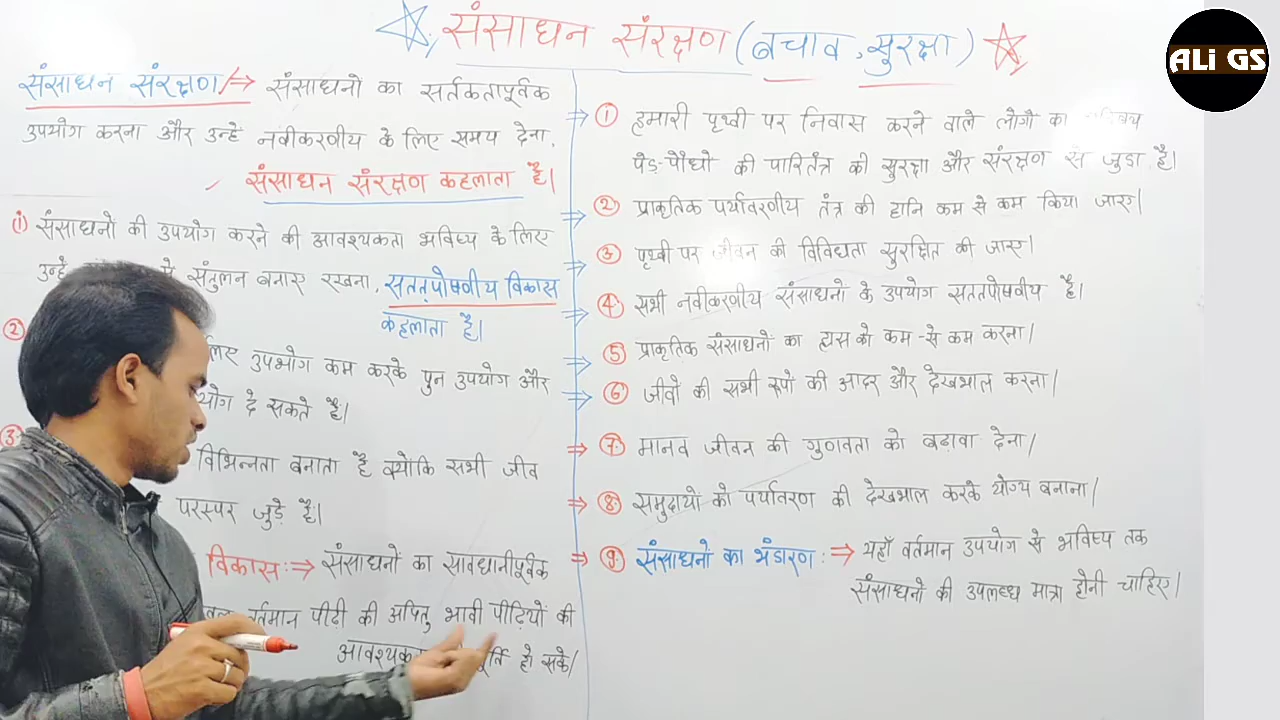 संसाधन संरक्षण (बचाव, सुरक्षा)
ALi GS
संसाधन संरक्षण/⇒ संसाधनो का सर्तकतापूर्वक
उपयोग करना और उन्हे नवीकरणीय के लिए समय देना,
संसाधन संरक्षण कहलाता है।
(1) संसाधनो की उपयोग करने की आवश्यकता भविष्य के लिए
उन्हे संतुलन बनाए रखना, सततपोषणीय विकास
कहलाता है।
(2) लिए उपभोग कम करके पुन उपयोग और
योग दे सकते है।
(3) विभिन्नता बनाता है क्योकि सभी जीव
परस्पर जुड़े है।
विकास:⇒ संसाधनों का सावधानीपूर्वक
वर्तमान पीढी की अपितु भावी पीढ़ियों की
हो सके/
⇒ (1) हमारी पृथ्वी पर निवास करने वाले लोगौ का
पेड़-पौधो की पारितंत्र की सुरक्षा और संरक्षण से जुड़ा है।
⇒ (2) प्राकृतिक पर्यावरणीय तंत्र की हानि कम से कम किया जाए।
⇒ (3) पृथ्वी पर जीवन की विविधता सुरक्षित की जाए।
⇒ (4) सभी नवीकरणीय संसाधनो के उपयोग सततपोषणीय है।
⇒ (5) प्राकृतिक संसाधनों का ह्रास को कम-से कम करना।
⇒ (6) जीवों की सभी रूपो की आदर और देखभाल करना।
⇒ (7) मानव जीवन की गुणवता को बढ़ावा देना/
⇒ (8) समुदायों को पर्यावरण की देखभाल करके योग्य बनाना/
⇒ (9) संसाधनों का भंडारण:⇒ यहाँ वर्तमान उपयोग से भविष्य तक
संसाधनो की उपलब्ध मात्रा होनी चाहिए।